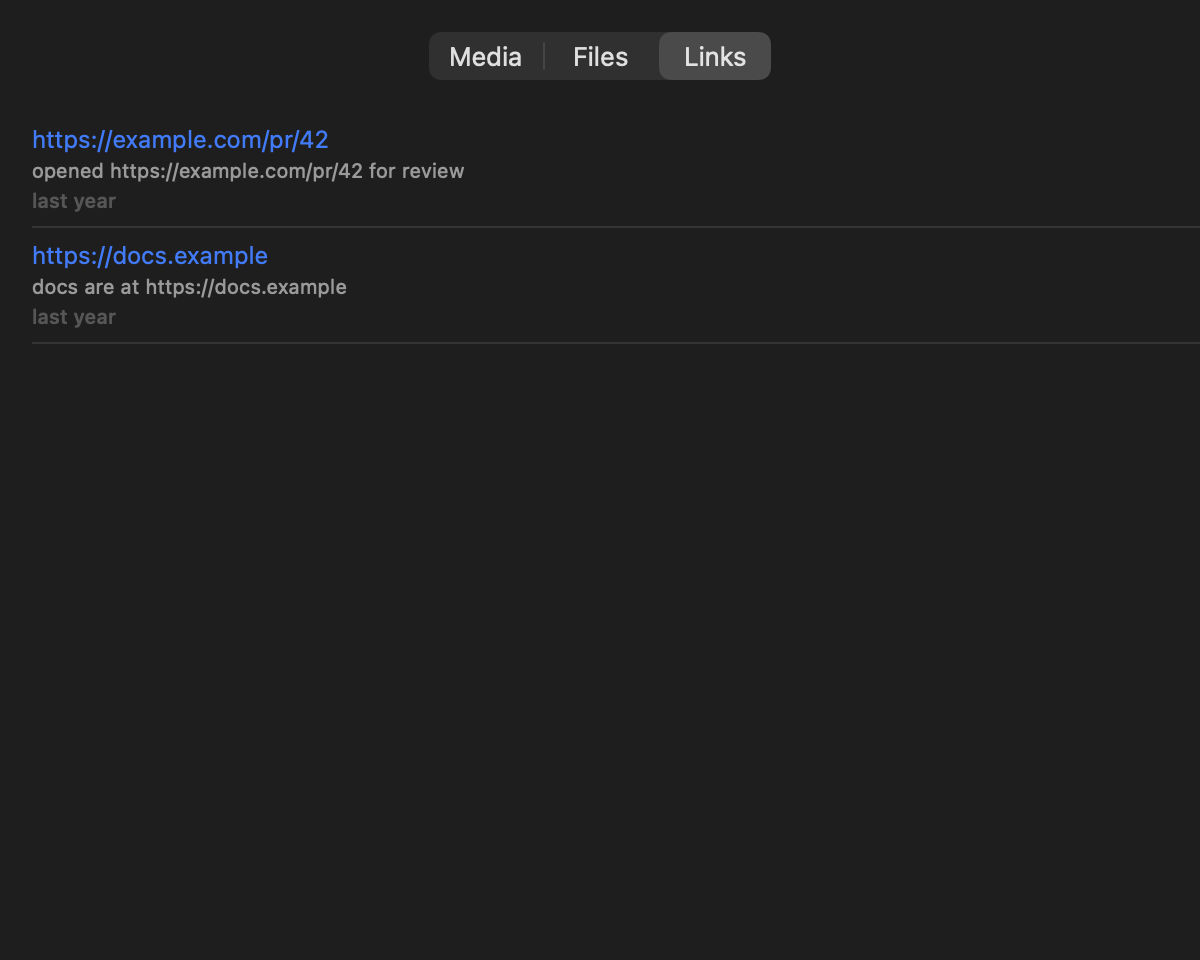 Media Files Links
https://example.com/pr/42
opened https://example.com/pr/42 for review
last year
https://docs.example
docs are at https://docs.example
last year